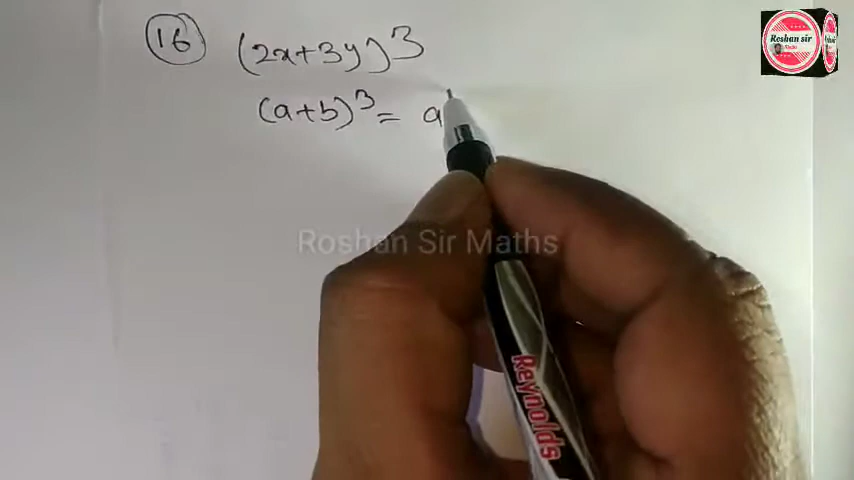 16 (2x+3y)³
(a+b)³ = a
Roshan Sir Maths
Reynolds
Roshan sir